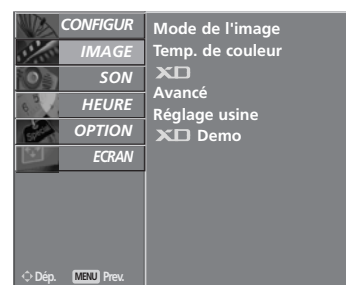 CONFIGUR
IMAGE
SON
HEURE
OPTION
ECRAN
Mode de l'image
Temp. de couleur
XD
Avancé
Réglage usine
XD Demo
Dép. MENU Prev.